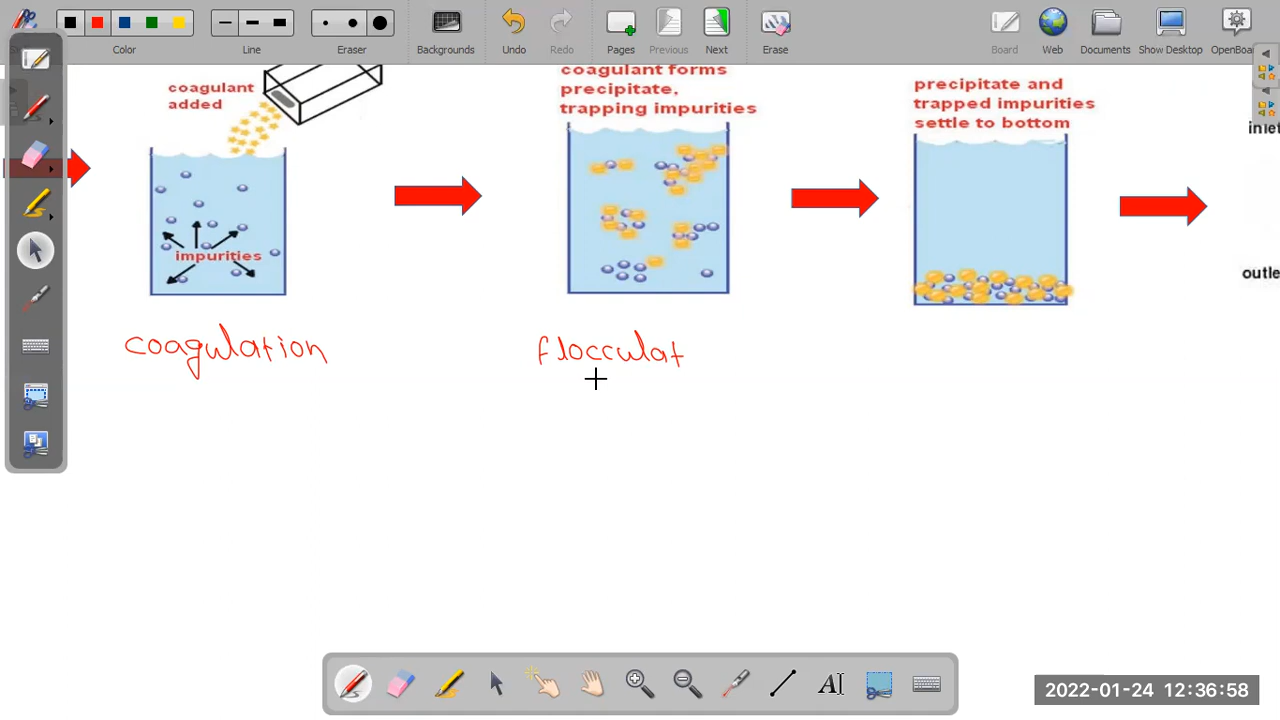 Color
Line
Eraser
Backgrounds
Undo
Redo
Pages
Previous
Next
Erase
Board
Web
Documents
Show Desktop
OpenBoa
coagulant
added
impurities
coagulant forms
precipitate,
trapping impurities
precipitate and
trapped impurities
settle to bottom
inlet
outle
coagulation
flocculat
AI
2022-01-24 12:36:58